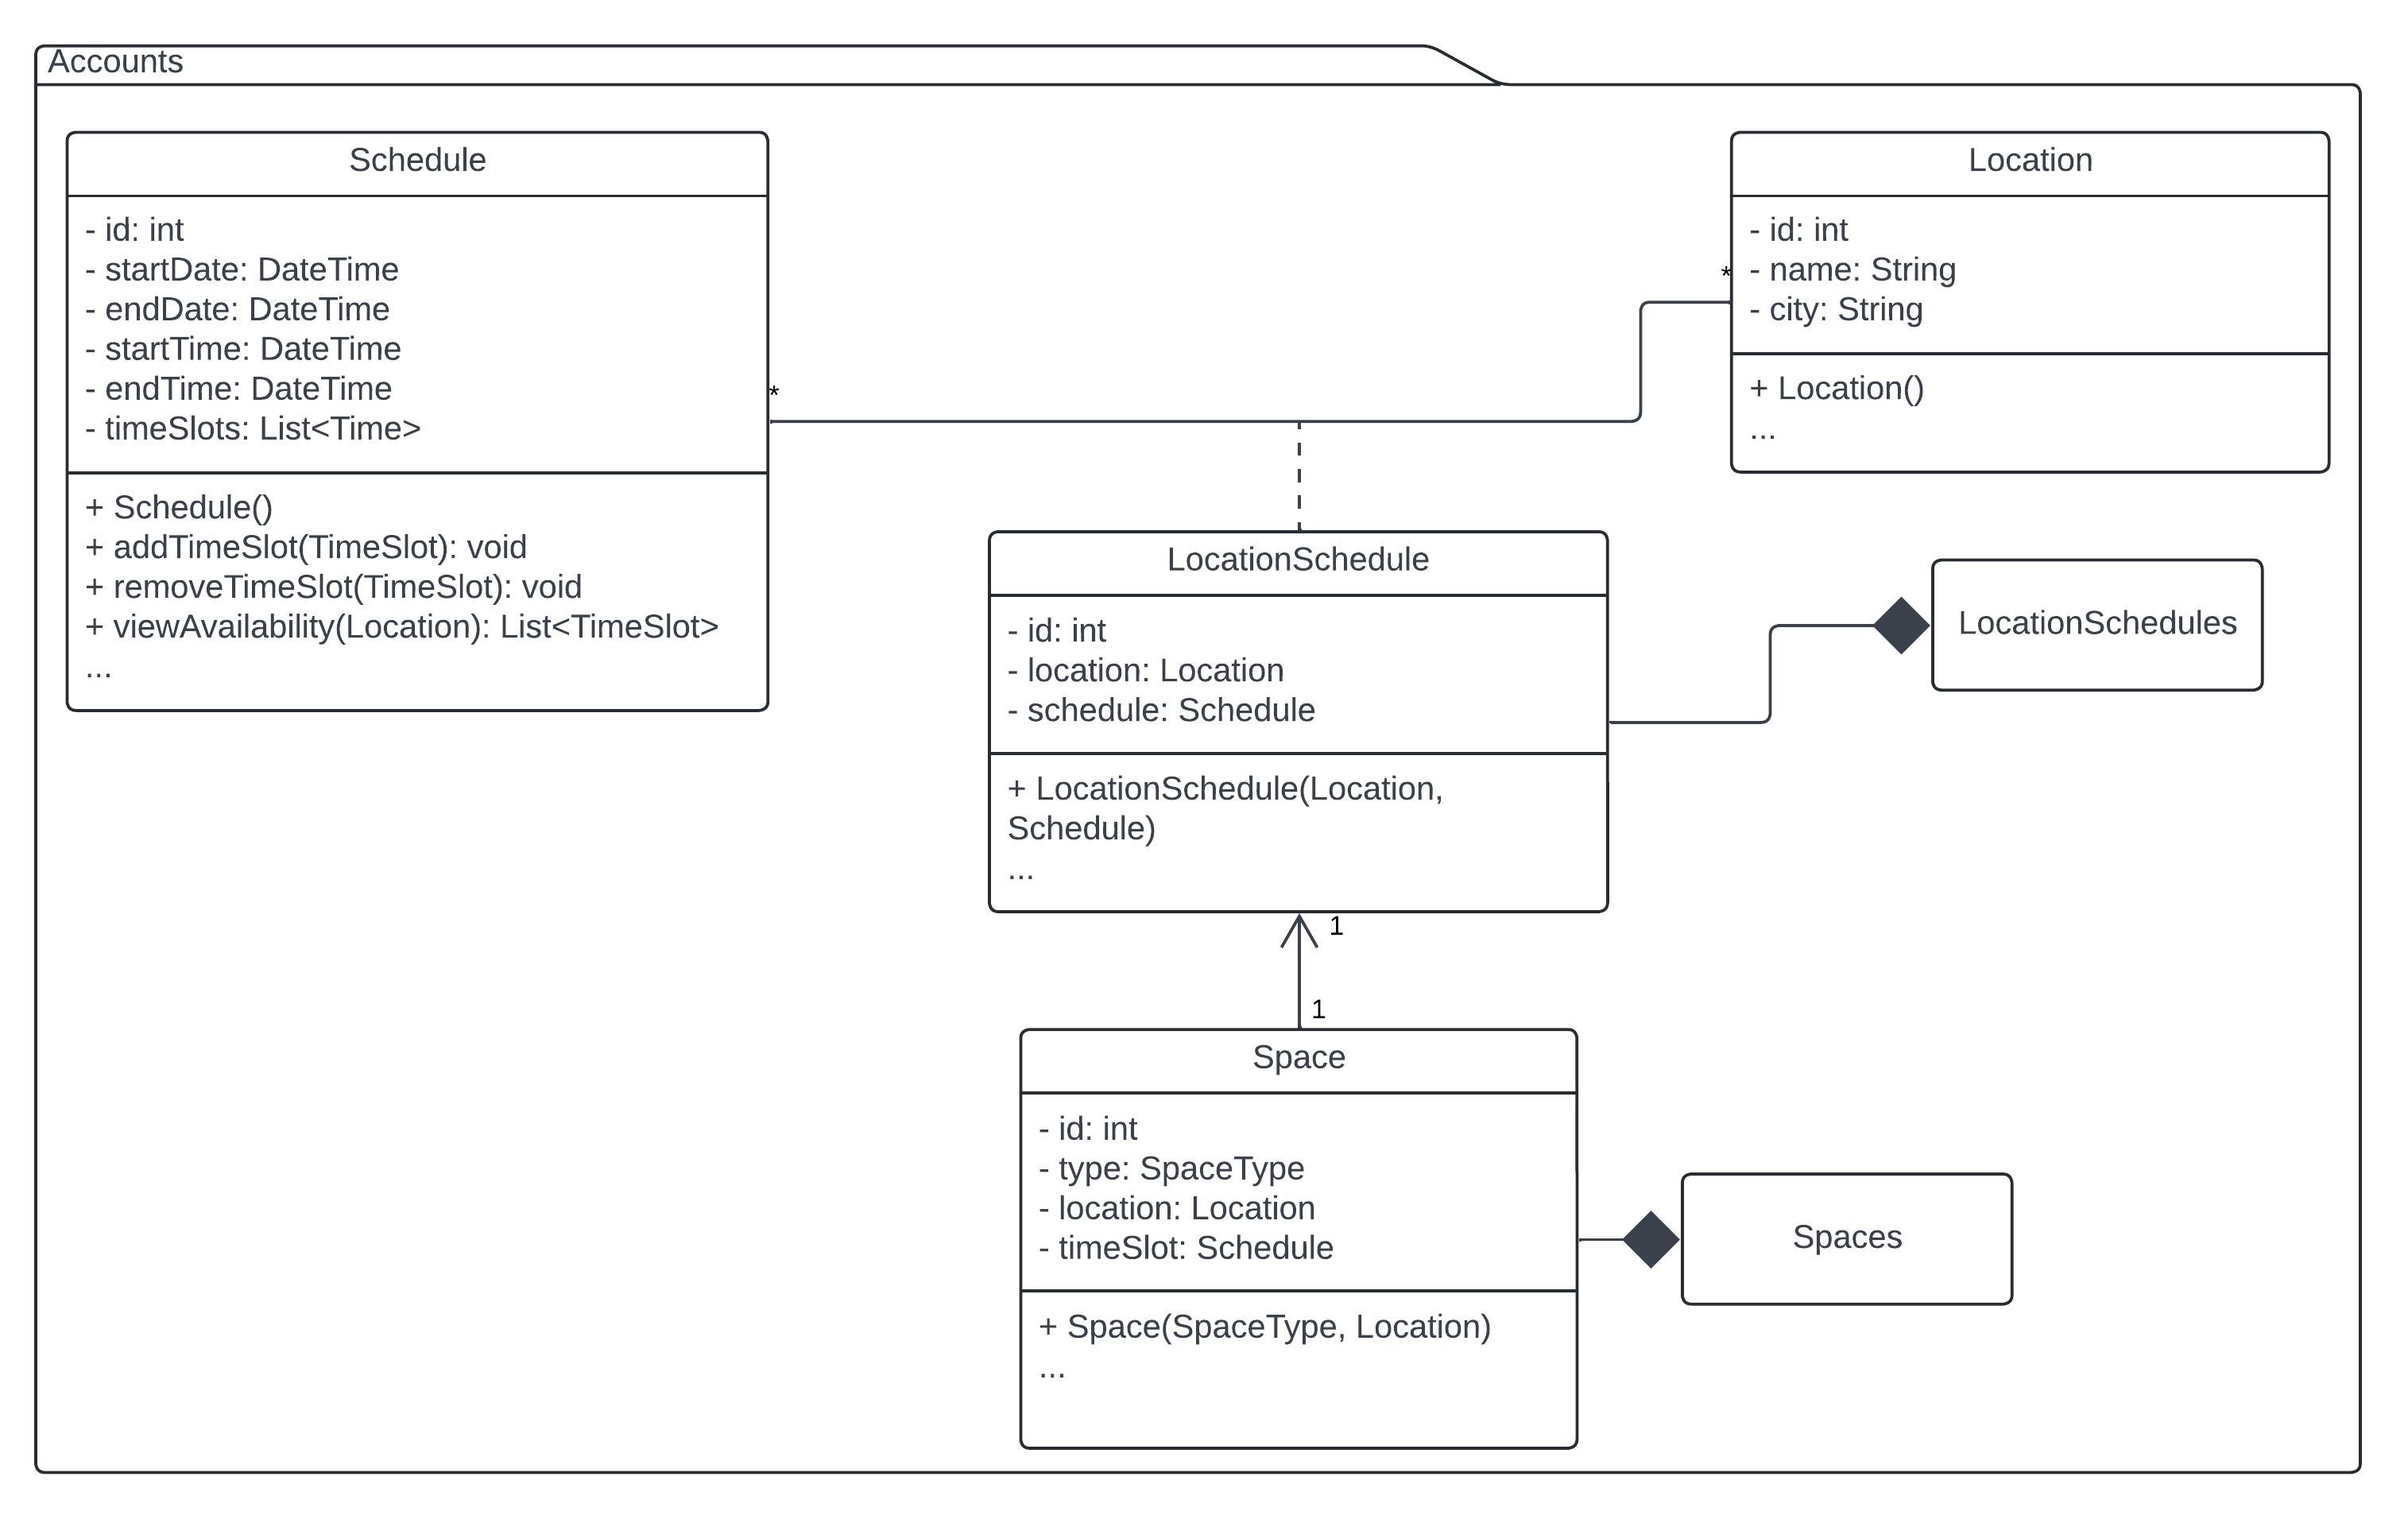 Accounts
Schedule
- id: int
- startDate: DateTime
- endDate: DateTime
- startTime: DateTime
- endTime: DateTime
- timeSlots: List<Time>
+ Schedule()
+ addTimeSlot(TimeSlot): void
+ removeTimeSlot(TimeSlot): void
+ viewAvailability(Location): List<TimeSlot>
...
*
*
Location
- id: int
- name: String
- city: String
+ Location()
...
LocationSchedule
- id: int
- location: Location
- schedule: Schedule
+ LocationSchedule(Location,
Schedule)
...
LocationSchedules
1
1
Space
- id: int
- type: SpaceType
- location: Location
- timeSlot: Schedule
+ Space(SpaceType, Location)
...
Spaces